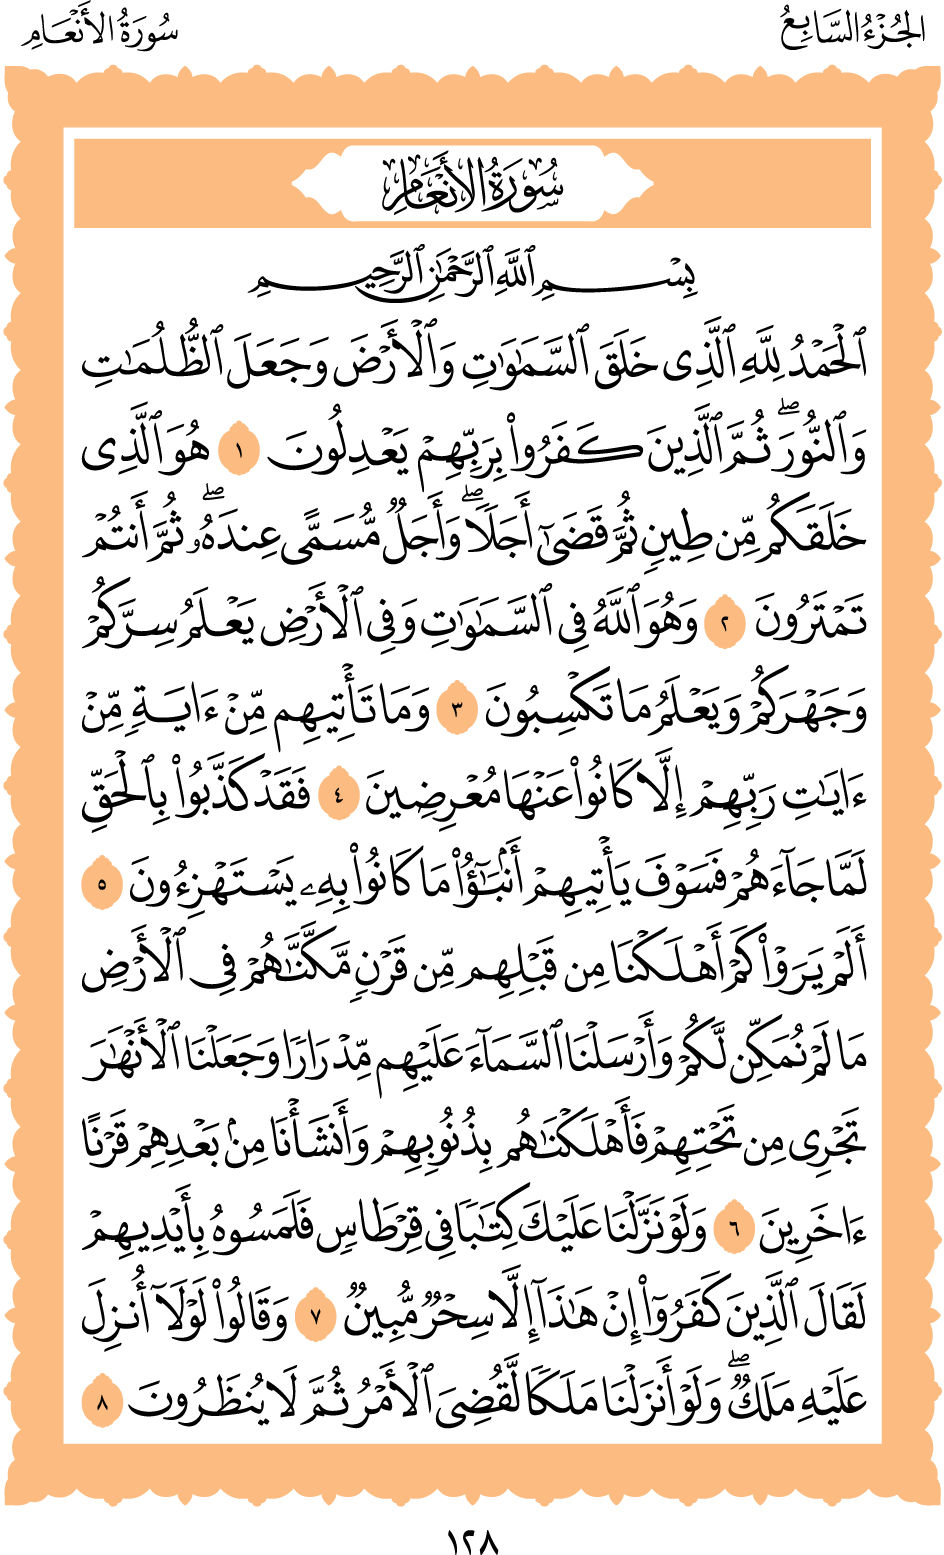 الجُزْءُ السَّابِعُ
سُورَةُ الأَنْعَامِ
سُورَةُ الأَنْعَامِ
بِسْمِ ٱللَّهِ ٱلرَّحْمَٰنِ ٱلرَّحِيمِ
ٱلْحَمْدُ لِلَّهِ ٱلَّذِى خَلَقَ ٱلسَّمَٰوَٰتِ وَٱلْأَرْضَ وَجَعَلَ ٱلظُّلُمَٰتِ
وَٱلنُّورَۖ ثُمَّ ٱلَّذِينَ كَفَرُوا۟ بِرَبِّهِمْ يَعْدِلُونَ ١ هُوَ ٱلَّذِى
خَلَقَكُم مِّن طِينٍ ثُمَّ قَضَىٰٓ أَجَلًاۖ وَأَجَلٌ مُّسَمًّى عِندَهُۥۖ ثُمَّ أَنتُمْ
تَمْتَرُونَ ٢ وَهُوَ ٱللَّهُ فِى ٱلسَّمَٰوَٰتِ وَفِى ٱلْأَرْضِ يَعْلَمُ سِرَّكُمْ
وَجَهْرَكُمْ وَيَعْلَمُ مَا تَكْسِبُونَ ٣ وَمَا تَأْتِيهِم مِّنْ ءَايَةٍ مِّنْ
ءَايَٰتِ رَبِّهِمْ إِلَّا كَانُوا۟ عَنْهَا مُعْرِضِينَ ٤ فَقَدْ كَذَّبُوا۟ بِٱلْحَقِّ
لَمَّا جَآءَهُمْ فَسَوْفَ يَأْتِيهِمْ أَنۢبَٰٓؤُا۟ مَا كَانُوا۟ بِهِۦ يَسْتَهْزِءُونَ ٥
أَلَمْ يَرَوْا۟ كَمْ أَهْلَكْنَا مِن قَبْلِهِم مِّن قَرْنٍ مَّكَّنَّٰهُمْ فِى ٱلْأَرْضِ
مَا لَمْ نُمَكِّن لَّكُمْ وَأَرْسَلْنَا ٱلسَّمَآءَ عَلَيْهِم مِّدْرَارًا وَجَعَلْنَا ٱلْأَنْهَٰرَ
تَجْرِى مِن تَحْتِهِمْ فَأَهْلَكْنَٰهُم بِذُنُوبِهِمْ وَأَنشَأْنَا مِنۢ بَعْدِهِمْ قَرْنًا
ءَاخَرِينَ ٦ وَلَوْ نَزَّلْنَا عَلَيْكَ كِتَٰبًا فِى قِرْطَاسٍ فَلَمَسُوهُ بِأَيْدِيهِمْ
لَقَالَ ٱلَّذِينَ كَفَرُوٓا۟ إِنْ هَٰذَآ إِلَّا سِحْرٌ مُّبِينٌ ٧ وَقَالُوا۟ لَوْلَآ أُنزِلَ
عَلَيْهِ مَلَكٌۖ وَلَوْ أَنزَلْنَا مَلَكًا لَّقُضِىَ ٱلْأَمْرُ ثُمَّ لَا يُنظَرُونَ ٨
١٢٨